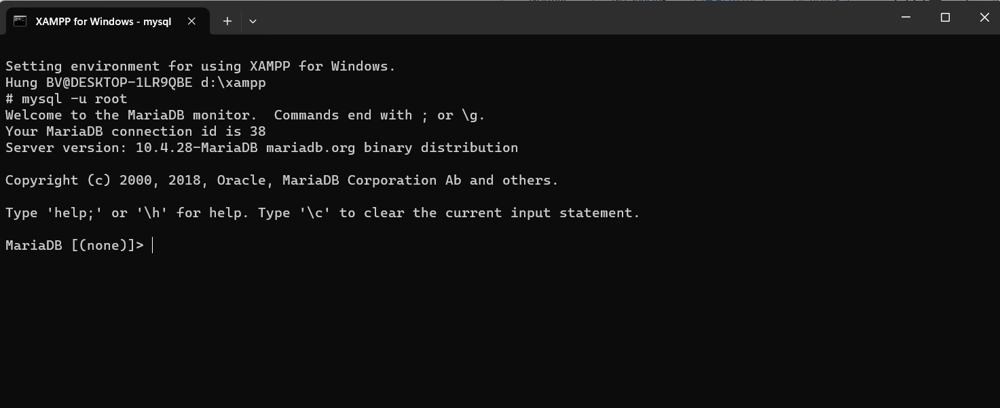 XAMPP for Windows - mysql
Setting environment for using XAMPP for Windows.
Hung BV@DESKTOP-1LR9QBE d:\xampp
# mysql -u root
Welcome to the MariaDB monitor.  Commands end with ; or \g.
Your MariaDB connection id is 38
Server version: 10.4.28-MariaDB mariadb.org binary distribution
Copyright (c) 2000, 2018, Oracle, MariaDB Corporation Ab and others.
Type 'help;' or '\h' for help. Type '\c' to clear the current input statement.
MariaDB [(none)]>